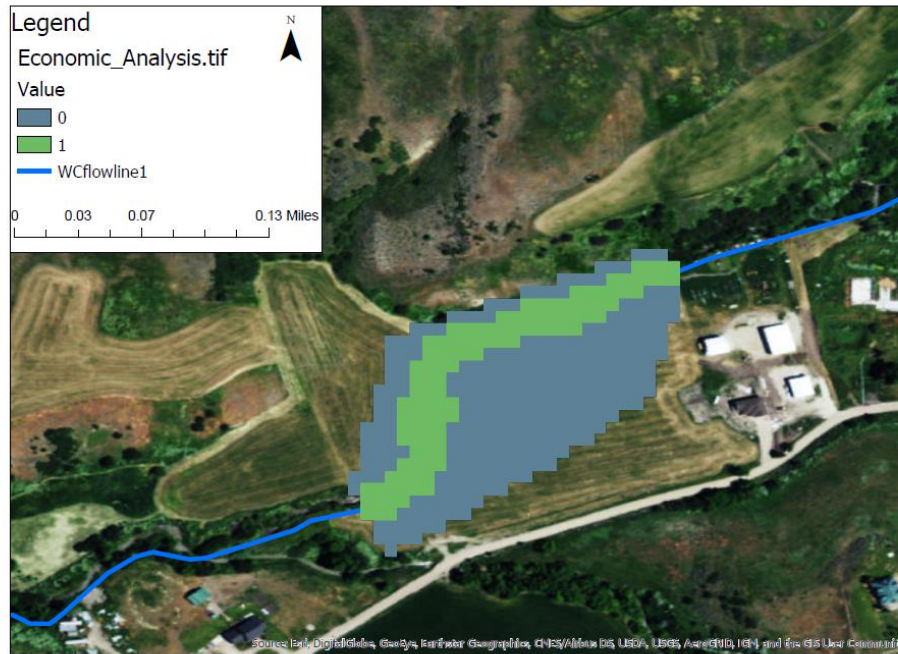 Legend
N
Economic_Analysis.tif
Value
0
1
WCflowline1
0 0.03 0.07 0.13 Miles
Source: Esri, DigitalGlobe, GeoEye, Earthstar Geographics, CNES/Airbus DS, USDA, USGS, AeroGRID, IGN, and the GIS User Communit